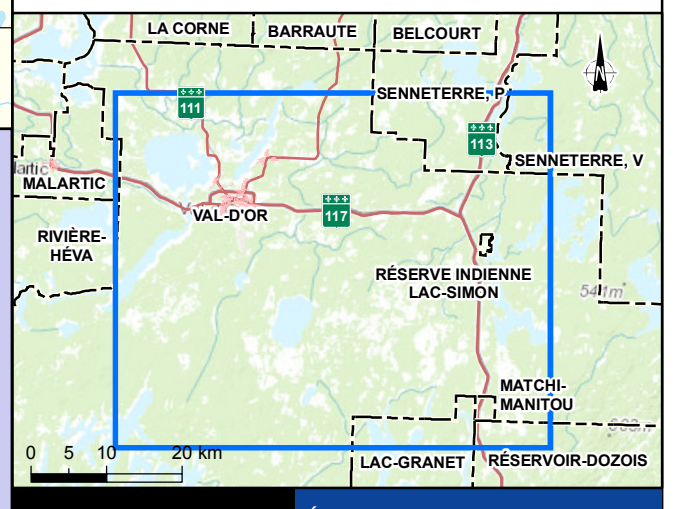 LA CORNE
BARRAUTE
BELCOURT
N
SENNETERRE, P
111
113
SENNETERRE, V
MALARTIC
VAL-D'OR
117
RIVIÈRE-
HÉVA
RÉSERVE INDIENNE
LAC-SIMON
541m
MATCHI-
MANITOU
0 5 10 20 km
LAC-GRANET
RÉSERVOIR-DOZOIS